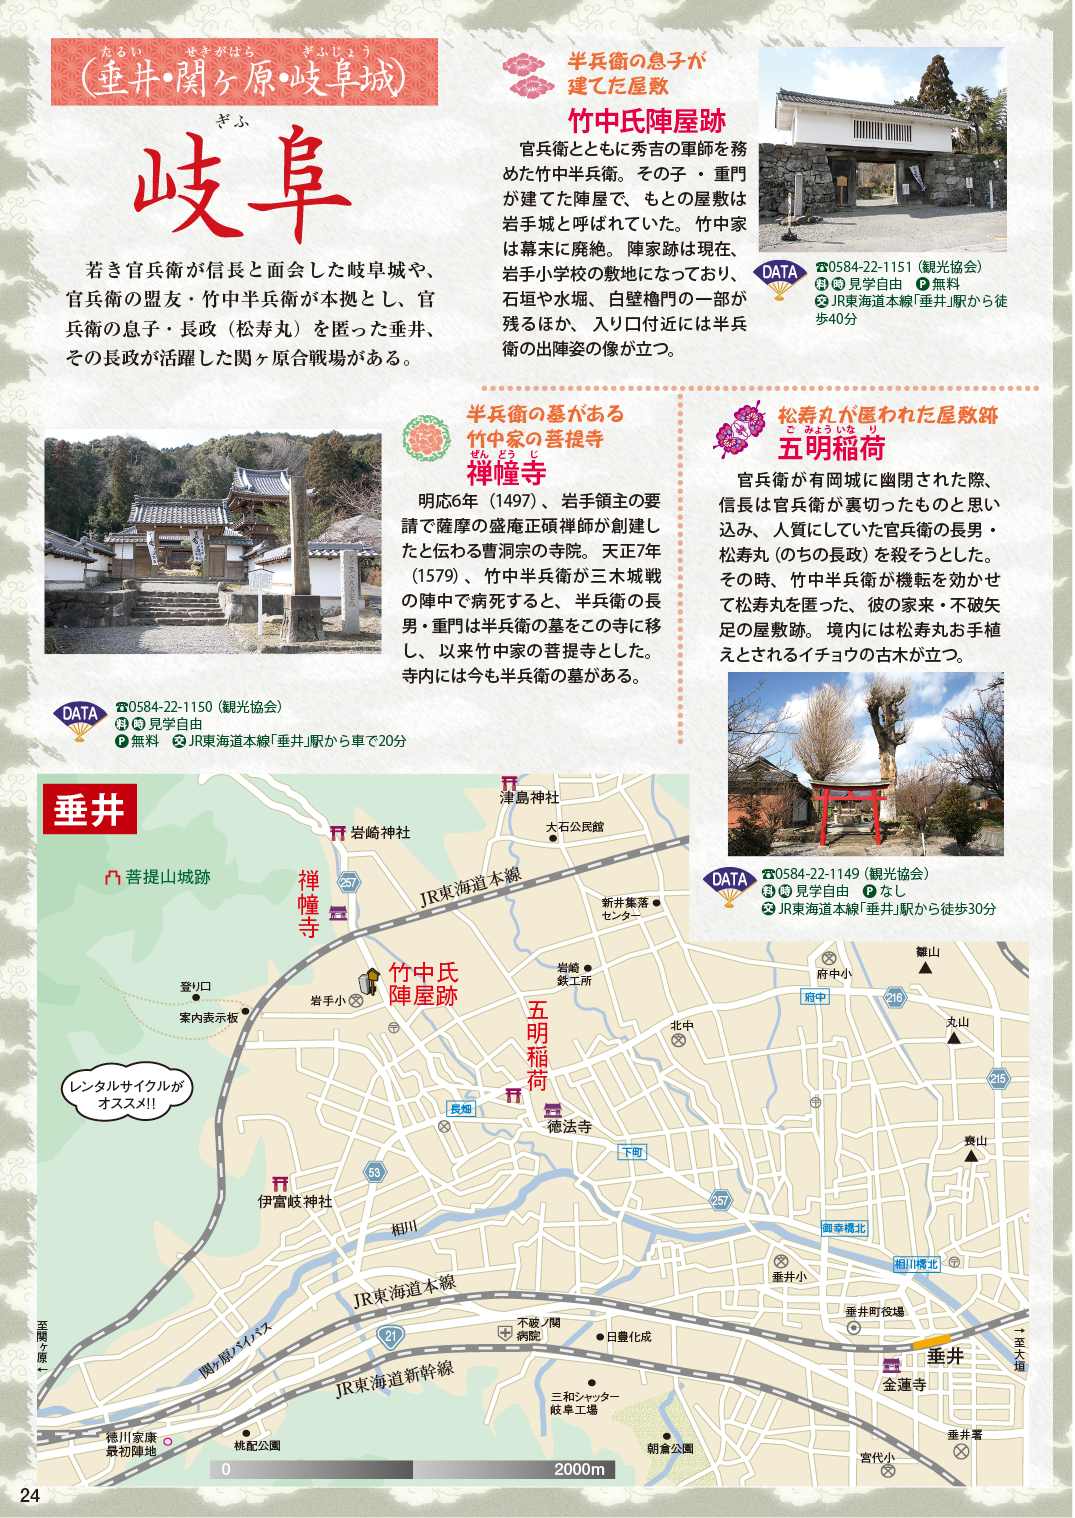 たるい せきがはら ぎふじょう
(垂井・関ヶ原・岐阜城)
ぎふ
岐阜
若き官兵衛が信長と面会した岐阜城や、
官兵衛の盟友・竹中半兵衛が本拠とし、官
兵衛の息子・長政（松寿丸）を匿った垂井、
その長政が活躍した関ヶ原合戦場がある。
半兵衛の息子が
建てた屋敷
竹中氏陣屋跡
官兵衛とともに秀吉の軍師を務
めた竹中半兵衛。その子・重門
が建てた陣屋で、もとの屋敷は
岩手城と呼ばれていた。竹中家
は幕末に廃絶。陣家跡は現在、
岩手小学校の敷地になっており、
石垣や水堀、白壁櫓門の一部が
残るほか、入り口付近には半兵
衛の出陣姿の像が立つ。
DATA
☎0584-22-1151（観光協会）
料 時 見学自由 P 無料
交 JR東海道本線「垂井」駅から徒
歩40分
半兵衛の墓がある
竹中家の菩提寺
ぜん どう じ
禅幢寺
明応6年（1497）、岩手領主の要
請で薩摩の盛庵正碩禅師が創建し
たと伝わる曹洞宗の寺院。天正7年
（1579）、竹中半兵衛が三木城戦
の陣中で病死すると、半兵衛の長
男・重門は半兵衛の墓をこの寺に移
し、以来竹中家の菩提寺とした。
寺内には今も半兵衛の墓がある。
DATA
☎0584-22-1150（観光協会）
料 時 見学自由
P 無料 交 JR東海道本線「垂井」駅から車で20分
松寿丸が匿われた屋敷跡
ご みょう いな り
五明稲荷
官兵衛が有岡城に幽閉された際、
信長は官兵衛が裏切ったものと思い
込み、人質にしていた官兵衛の長男・
松寿丸（のちの長政）を殺そうとした。
その時、竹中半兵衛が機転を効かせ
て松寿丸を匿った、彼の家来・不破矢
足の屋敷跡。境内には松寿丸お手植
えとされるイチョウの古木が立つ。
DATA
☎0584-22-1149（観光協会）
料 時 見学自由 P なし
交 JR東海道本線「垂井」駅から徒歩30分
垂井
津島神社
岩崎神社
大石公民館
菩提山城跡
禅幢寺
257
JR東海道本線
新井集落
センター
竹中氏
陣屋跡
岩崎
鉄工所
登り口
案内表示板
岩手小
五明稲荷
北中
府中小
府中
216
雛山
丸山
215
レンタルサイクルが
オススメ!!
長畑
徳法寺
下町
喪山
53
伊富岐神社
257
相川
御幸橋北
相川橋北
垂井小
JR東海道本線
垂井町役場
至関ヶ原←
関ケ原バイパス
21
不破ノ関
病院
日豊化成
→至大垣
垂井
JR東海道新幹線
金蓮寺
三和シャッター
岐阜工場
徳川家康
最初陣地
桃配公園
朝倉公園
垂井署
宮代小
0 2000m
24